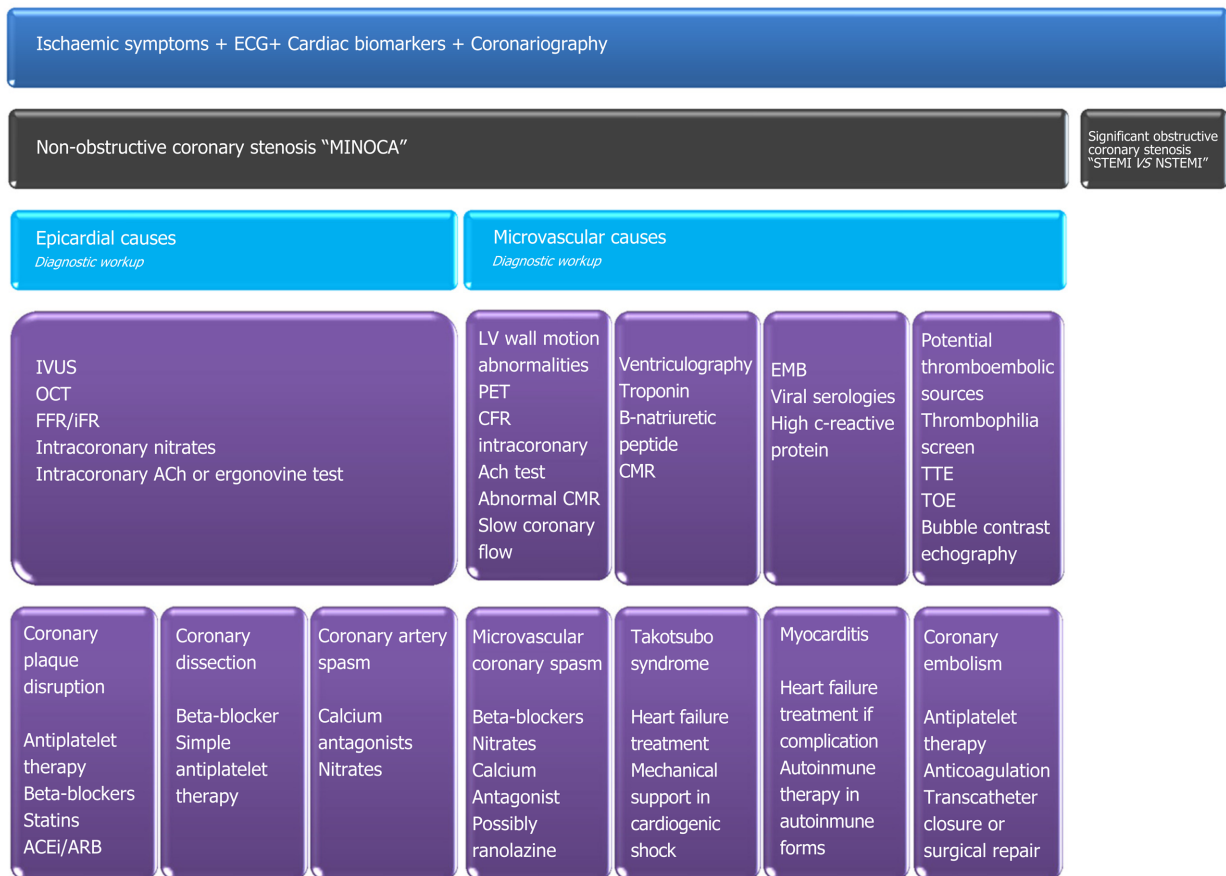 Ischaemic symptoms + ECG+ Cardiac biomarkers + Coronariography
Non-obstructive coronary stenosis “MINOCA”
Significant obstructive
coronary stenosis
“STEMI VS NSTEMI”
Epicardial causes
Diagnostic workup
Microvascular causes
Diagnostic workup
IVUS
OCT
FFR/iFR
Intracoronary nitrates
Intracoronary ACh or ergonovine test
LV wall motion
abnormalities
PET
CFR
intracoronary
Ach test
Abnormal CMR
Slow coronary
flow
Ventriculography
Troponin
B-natriuretic
peptide
CMR
EMB
Viral serologies
High c-reactive
protein
Potential
thromboembolic
sources
Thrombophilia
screen
TTE
TOE
Bubble contrast
echography
Coronary
plaque
disruption
Antiplatelet
therapy
Beta-blockers
Statins
ACEi/ARB
Coronary
dissection
Beta-blocker
Simple
antiplatelet
therapy
Coronary artery
spasm
Calcium
antagonists
Nitrates
Microvascular
coronary spasm
Beta-blockers
Nitrates
Calcium
Antagonist
Possibly
ranolazine
Takotsubo
syndrome
Heart failure
treatment
Mechanical
support in
cardiogenic
shock
Myocarditis
Heart failure
treatment if
complication
Autoinmune
therapy in
autoinmune
forms
Coronary
embolism
Antiplatelet
therapy
Anticoagulation
Transcatheter
closure or
surgical repair